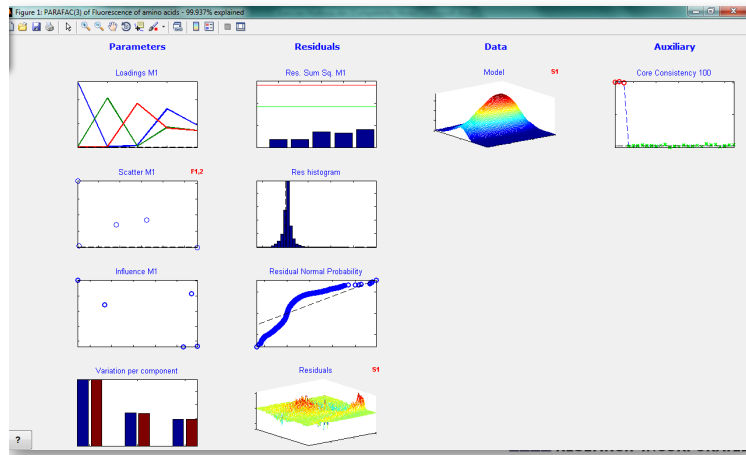 Figure 1: PARAFAC(3) of Fluorescence of amino acids - 99.937% explained
Parameters
Residuals
Data
Auxiliary
Loadings M1
Res. Sum Sq. M1
Model
S1
Core Consistency 100
Scatter M1
F1,2
Res histogram
Influence M1
Residual Normal Probability
Variation per component
Residuals
S1
?